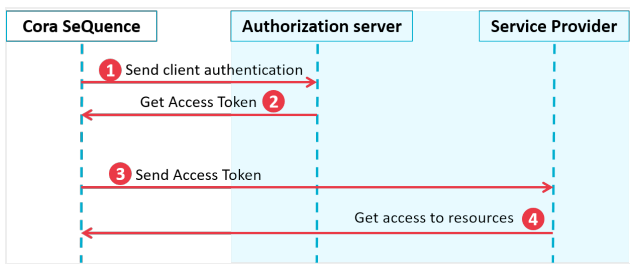 Cora SeQuence
Authorization server
Service Provider
1 Send client authentication
Get Access Token 2
3 Send Access Token
Get access to resources 4